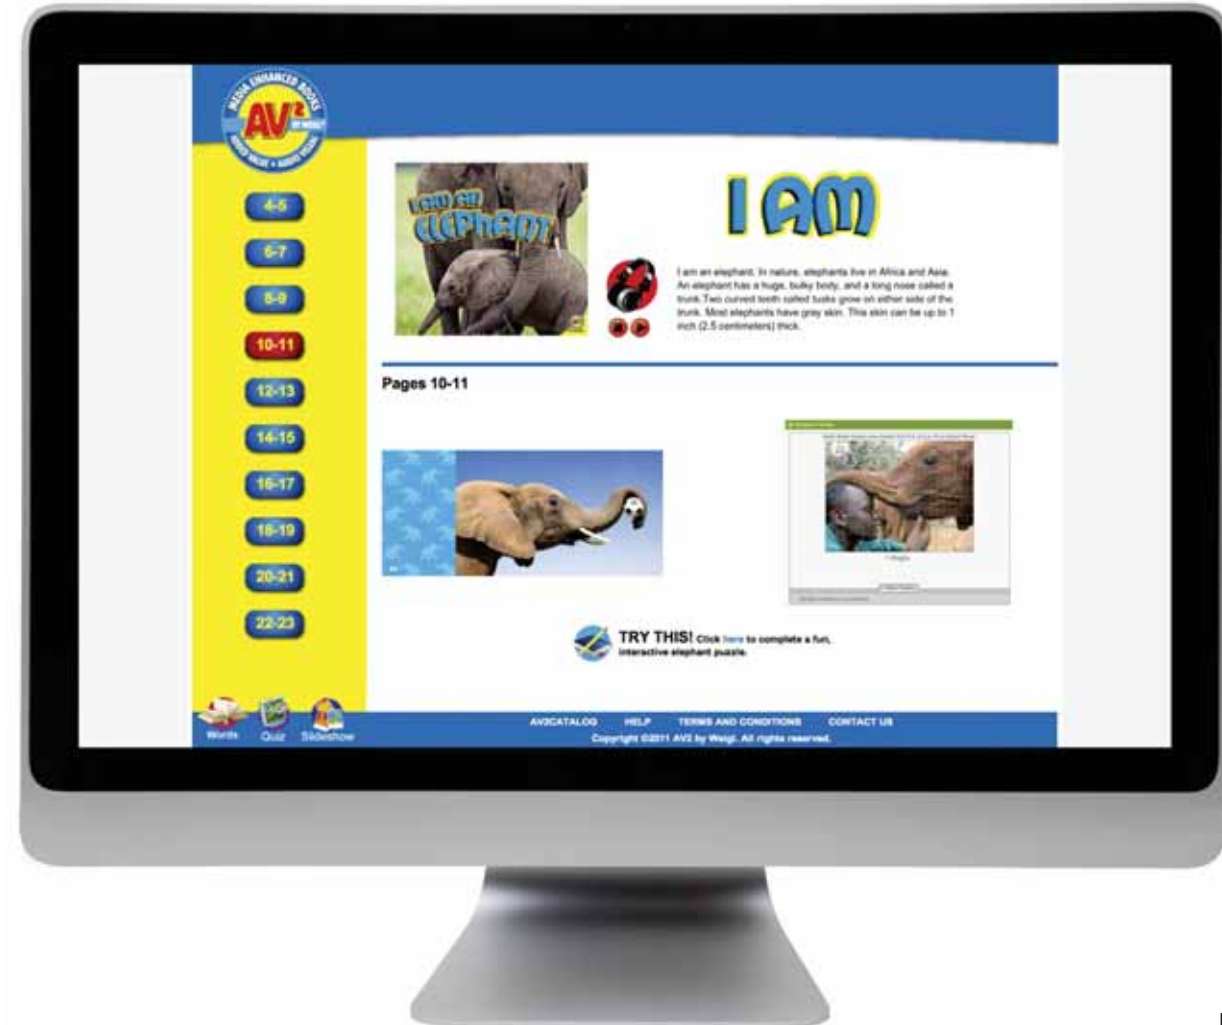 MEDIA ENHANCED BOOKS
AV²
BY WEIGL
ADDED VALUE • AUDIO VISUAL
4-5
6-7
8-9
10-11
12-13
14-15
16-17
18-19
20-21
22-23
I AM AN
ELEPHANT
I AM
I am an elephant. In nature, elephants live in Africa and Asia.
An elephant has a huge, bulky body, and a long nose called a
trunk. Two curved teeth called tusks grow on either side of the
trunk. Most elephants have gray skin. This skin can be up to 1
inch (2.5 centimeters) thick.
Pages 10-11
TRY THIS! Click here to complete a fun,
interactive elephant puzzle.
Words
Quiz
Slideshow
AV2CATALOG HELP TERMS AND CONDITIONS CONTACT US
Copyright ©2011 AV2 by Weigl. All rights reserved.